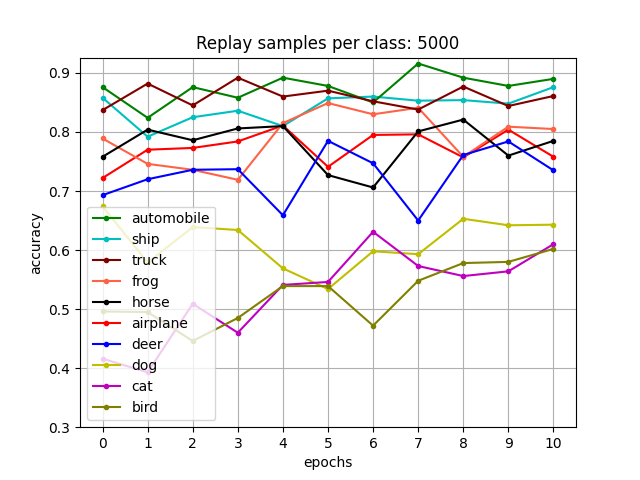 Replay samples per class: 5000
accuracy
0.9
0.8
0.7
0.6
0.5
0.4
0.3
automobile
ship
truck
frog
horse
airplane
deer
dog
cat
bird
0 1 2 3 4 5 6 7 8 9 10
epochs